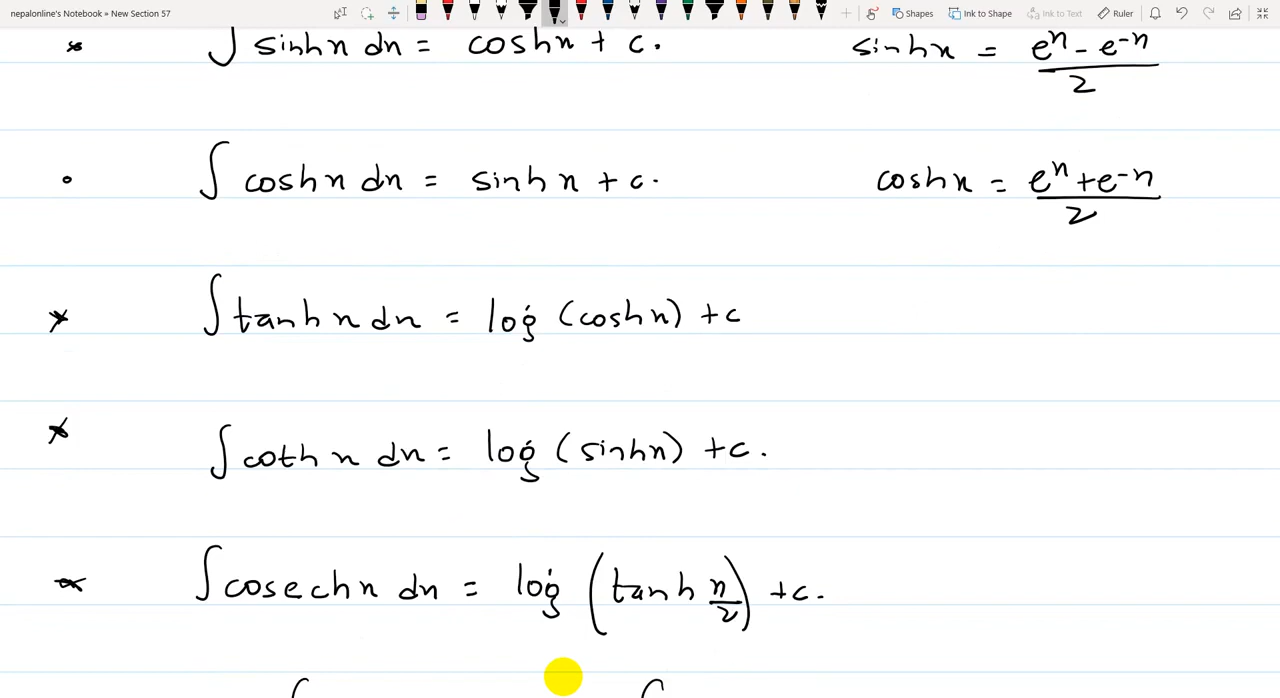 nepalonline's Notebook » New Section 57
Shapes Ink to Shape Ink to Text Ruler
∫ sinhx dx = coshx + c. sinhx = (e^x - e^-x)/2
∫ coshx dx = sinhx + c. coshx = (e^x + e^-x)/2
∫ tanhx dx = log (coshx) + c
∫ cothx dx = log (sinhx) + c.
∫ cosechx dx = log (tanh x/2) + c.
∫ ∫